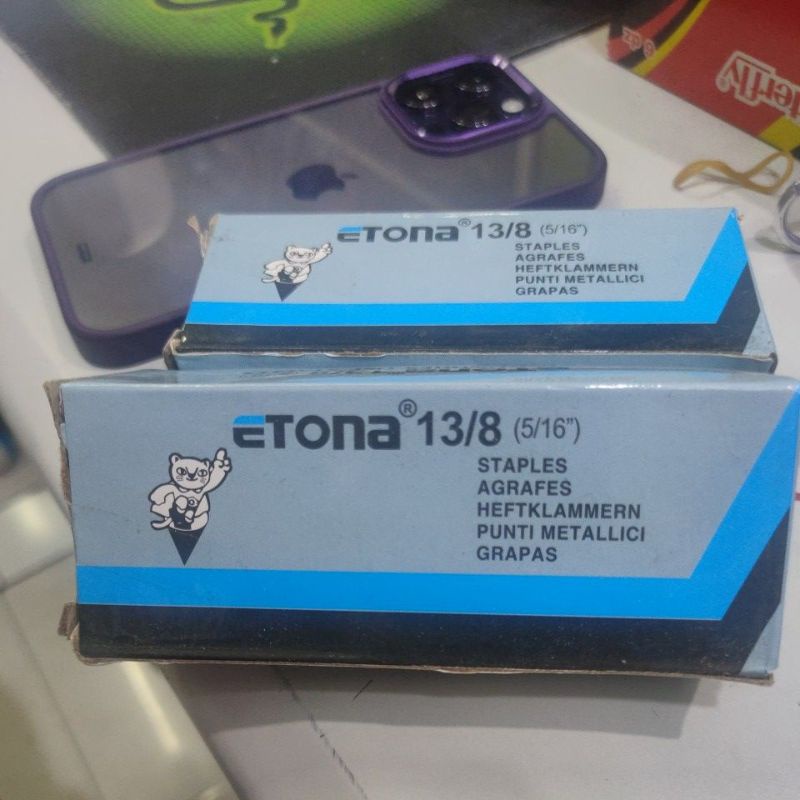 ETONA® 13/8 (5/16")
STAPLES
AGRAFES
HEFTKLAMMERN
PUNTI METALLICI
GRAPAS
ETONA® 13/8 (5/16")
STAPLES
AGRAFES
HEFTKLAMMERN
PUNTI METALLICI
GRAPAS